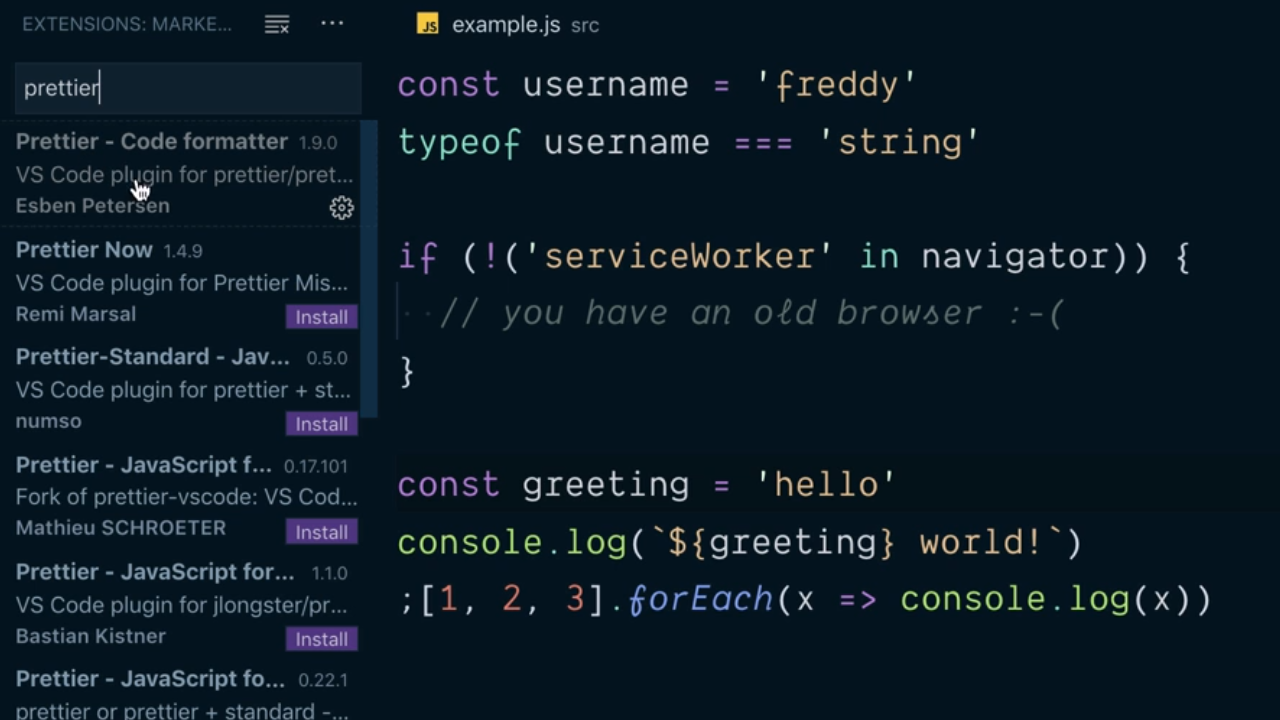 EXTENSIONS: MARKE...
prettier
Prettier - Code formatter 1.9.0
VS Code plugin for prettier/pret...
Esben Petersen
Prettier Now 1.4.9
VS Code plugin for Prettier Mis...
Remi Marsal Install
Prettier-Standard - Jav... 0.5.0
VS Code plugin for prettier + st...
numso Install
Prettier - JavaScript f... 0.17.101
Fork of prettier-vscode: VS Cod...
Mathieu SCHROETER Install
Prettier - JavaScript for... 1.1.0
VS Code plugin for jlongster/pr...
Bastian Kistner Install
Prettier - JavaScript fo... 0.22.1
prettier or prettier + standard -...
JS example.js src
const username = 'freddy'
typeof username === 'string'
if (!('serviceWorker' in navigator)) {
// you have an old browser :-(
}
const greeting = 'hello'
console.log(`${greeting} world!`)
;[1, 2, 3].forEach(x => console.log(x))